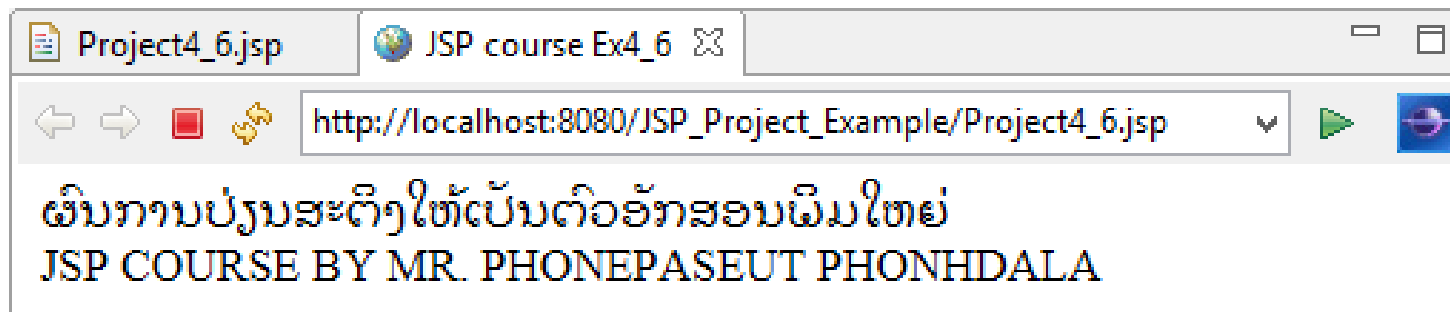 Project4_6.jsp
JSP course Ex4_6
http://localhost:8080/JSP_Project_Example/Project4_6.jsp
ຜົນການປ່ຽນສະຕິງໃຫ້ເປັນຕົວອັກສອນພິມໃຫຍ່
JSP COURSE BY MR. PHONEPASEUT PHONHDALA